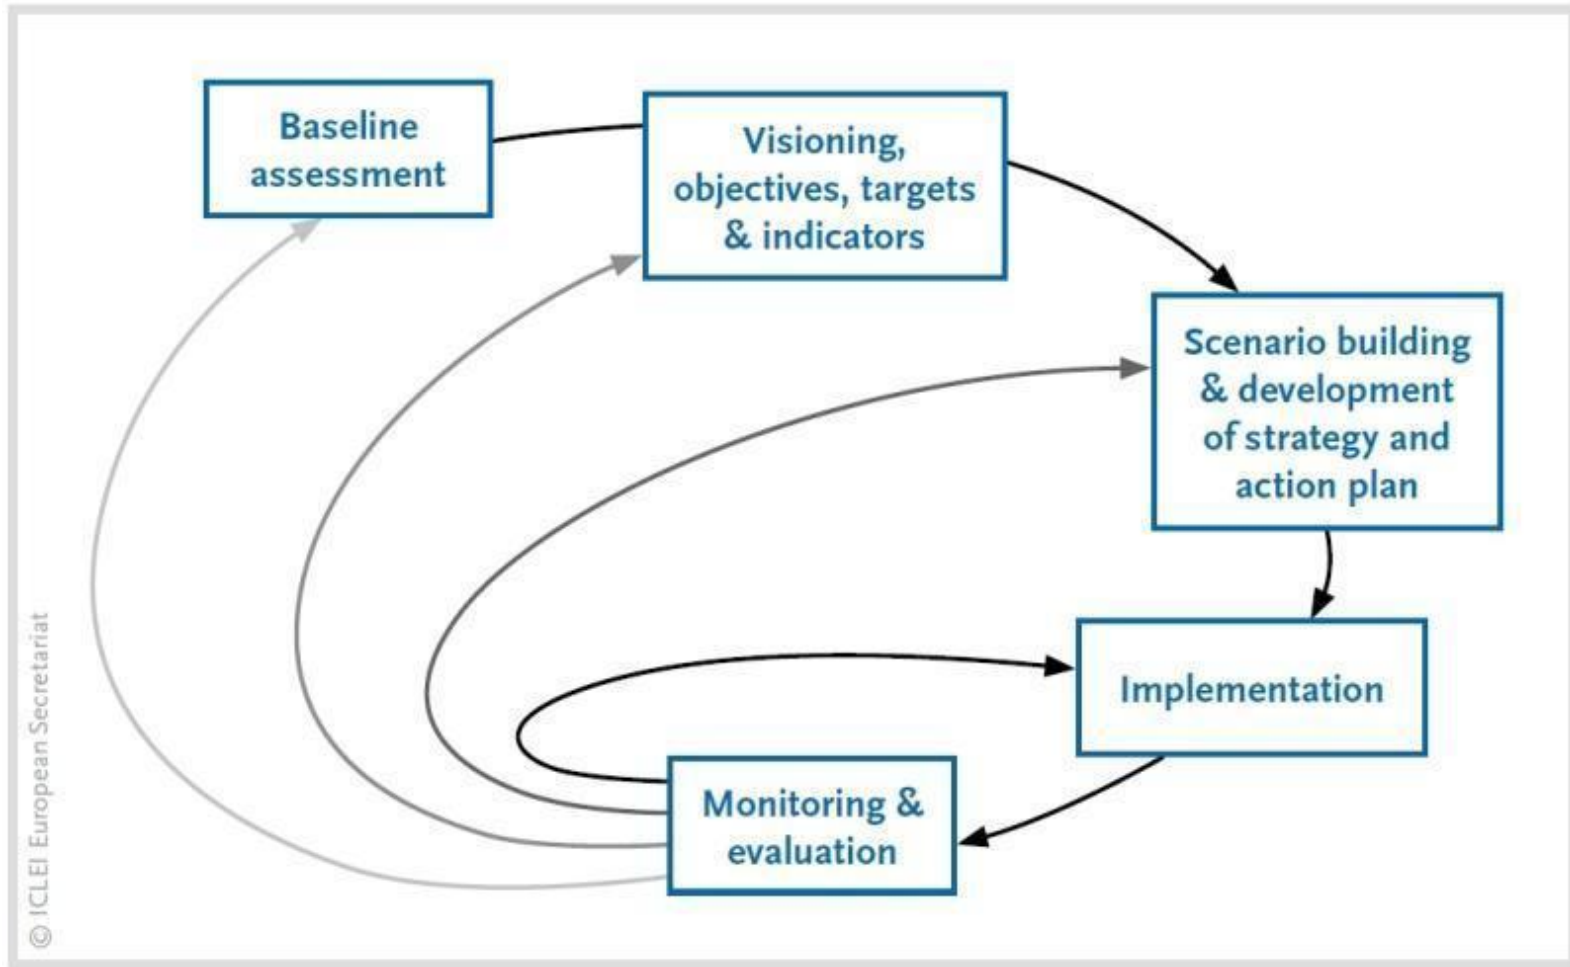 Baseline
assessment
Visioning,
objectives, targets
& indicators
Scenario building
& development
of strategy and
action plan
Implementation
Monitoring &
evaluation
© ICLEI European Secretariat